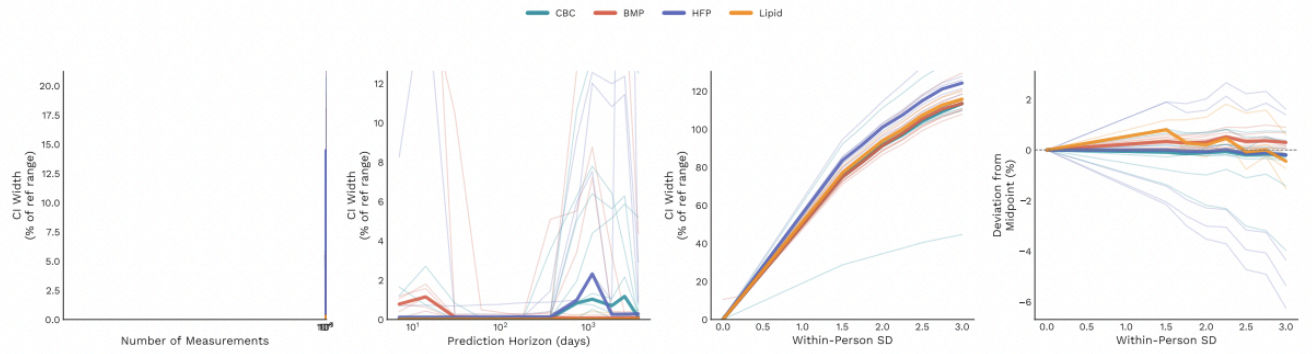 CBC BMP HFP Lipid
CI Width
(% of ref range)
20.0
17.5
15.0
12.5
10.0
7.5
5.0
2.5
0.0
Number of Measurements
CI Width
(% of ref range)
12
10
8
6
4
2
0
10¹ 10² 10³
Prediction Horizon (days)
CI Width
(% of ref range)
120
100
80
60
40
20
0
0.0 0.5 1.0 1.5 2.0 2.5 3.0
Within-Person SD
Deviation from
Midpoint (%)
2
0
−2
−4
−6
0.0 0.5 1.0 1.5 2.0 2.5 3.0
Within-Person SD